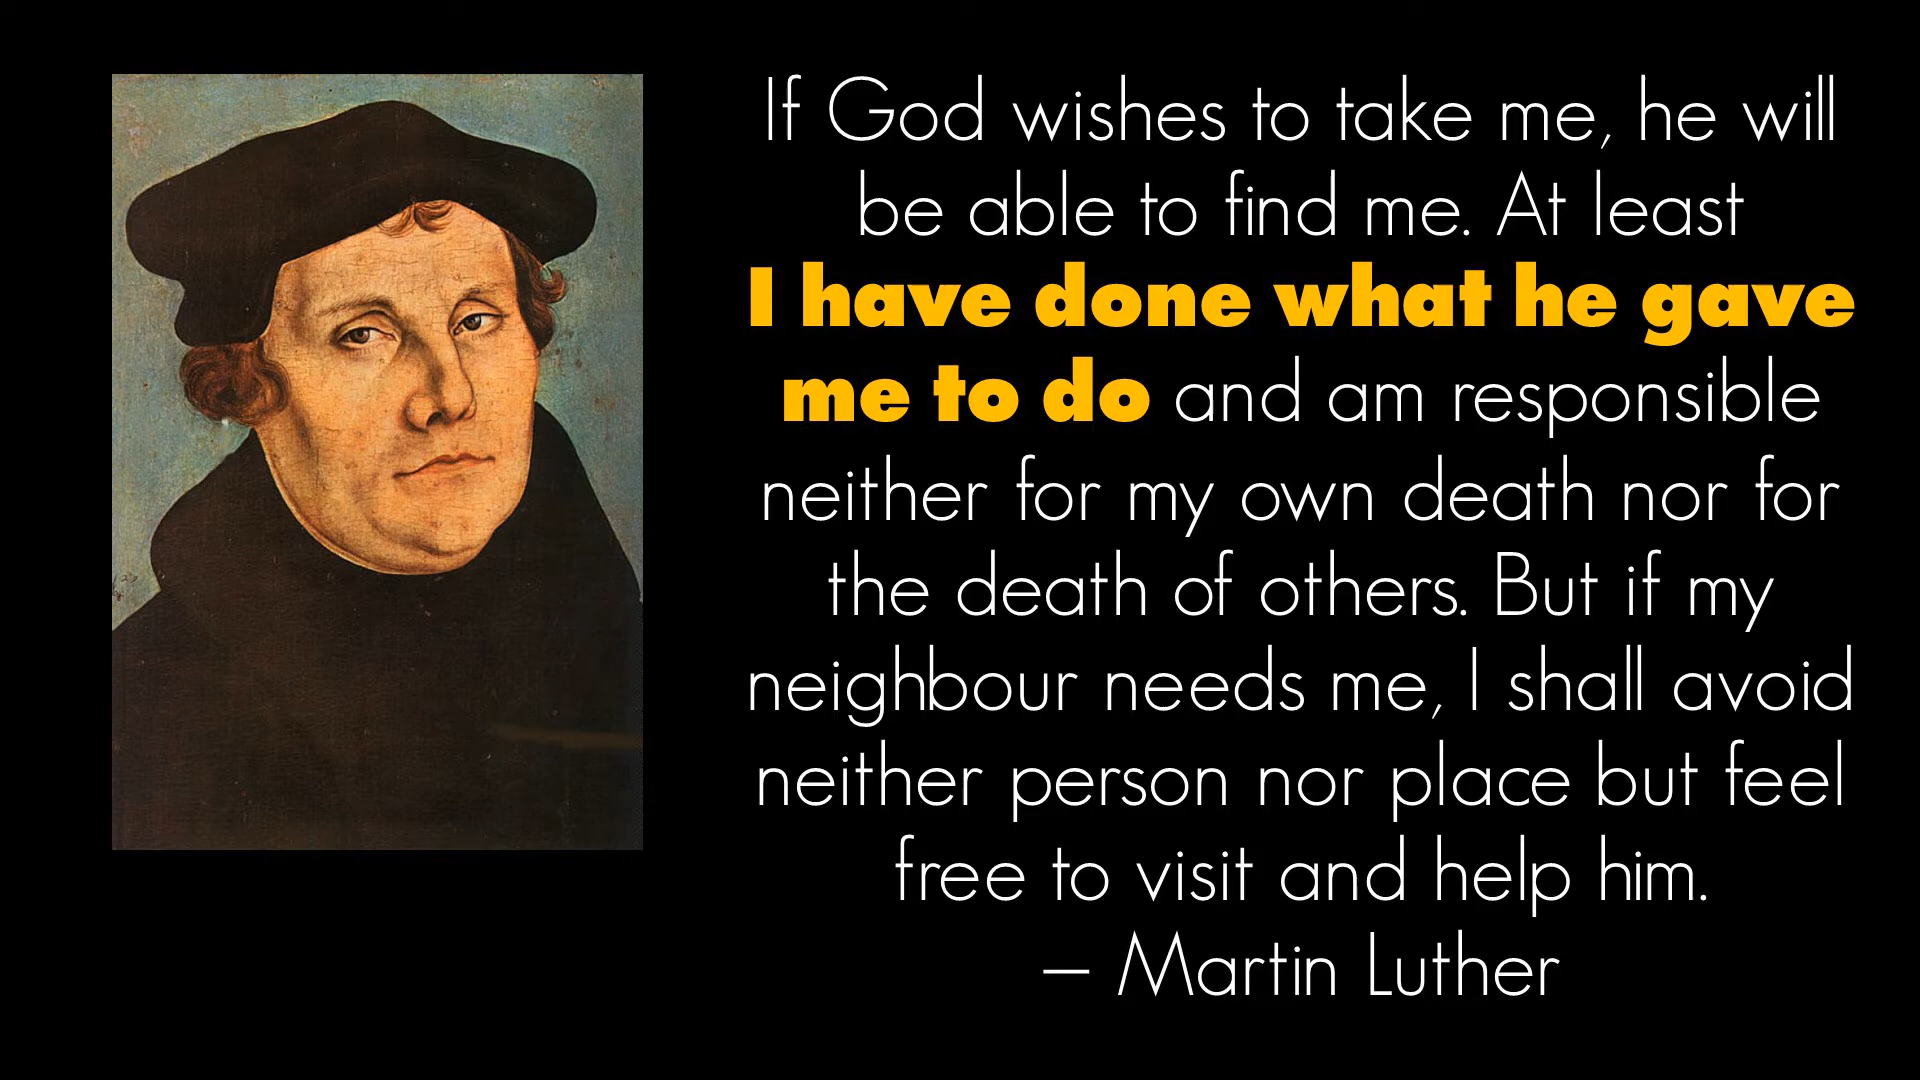 If God wishes to take me, he will
be able to find me. At least
I have done what he gave
me to do and am responsible
neither for my own death nor for
the death of others. But if my
neighbour needs me, I shall avoid
neither person nor place but feel
free to visit and help him.
– Martin Luther